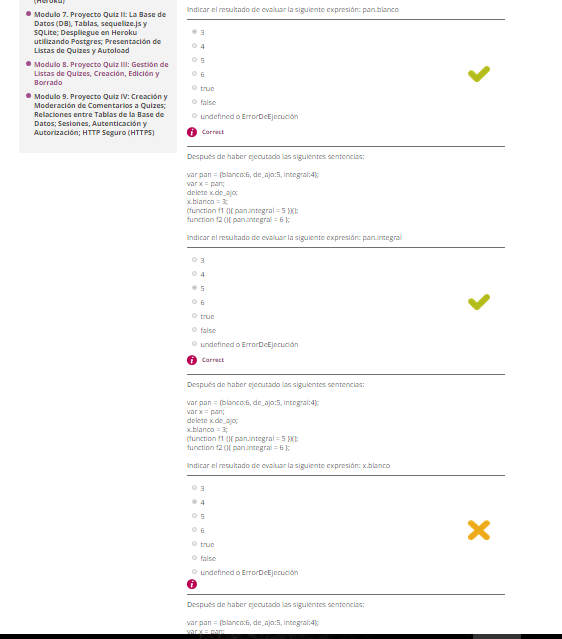 (Heroku)
Modulo 7. Proyecto Quiz II: La Base de
Datos (DB), Tablas, sequelize.js y
SQLite; Despliegue en Heroku
utilizando Postgres; Presentación de
Listas de Quizes y Autoload
Modulo 8. Proyecto Quiz III: Gestión de
Listas de Quizes, Creación, Edición y
Borrado
Modulo 9. Proyecto Quiz IV: Creación y
Moderación de Comentarios a Quizes;
Relaciones entre Tablas de la Base de
Datos; Sesiones, Autenticación y
Autorización; HTTP Seguro (HTTPS)
Indicar el resultado de evaluar la siguiente expresión: pan.blanco
3
4
5
6
true
false
undefined o ErrorDeEjecución
Correct
Después de haber ejecutado las siguientes sentencias:
var pan = {blanco:6, de_ajo:5, integral:4};
var x = pan;
delete x.de_ajo;
x.blanco = 3;
(function f1 (){ pan.integral = 5 })();
function f2 (){ pan.integral = 6 };
Indicar el resultado de evaluar la siguiente expresión: pan.integral
3
4
5
6
true
false
undefined o ErrorDeEjecución
Correct
Después de haber ejecutado las siguientes sentencias:
var pan = {blanco:6, de_ajo:5, integral:4};
var x = pan;
delete x.de_ajo;
x.blanco = 3;
(function f1 (){ pan.integral = 5 })();
function f2 (){ pan.integral = 6 };
Indicar el resultado de evaluar la siguiente expresión: x.blanco
3
4
5
6
true
false
undefined o ErrorDeEjecución
Después de haber ejecutado las siguientes sentencias:
var pan = {blanco:6, de_ajo:5, integral:4};
var x = pan;